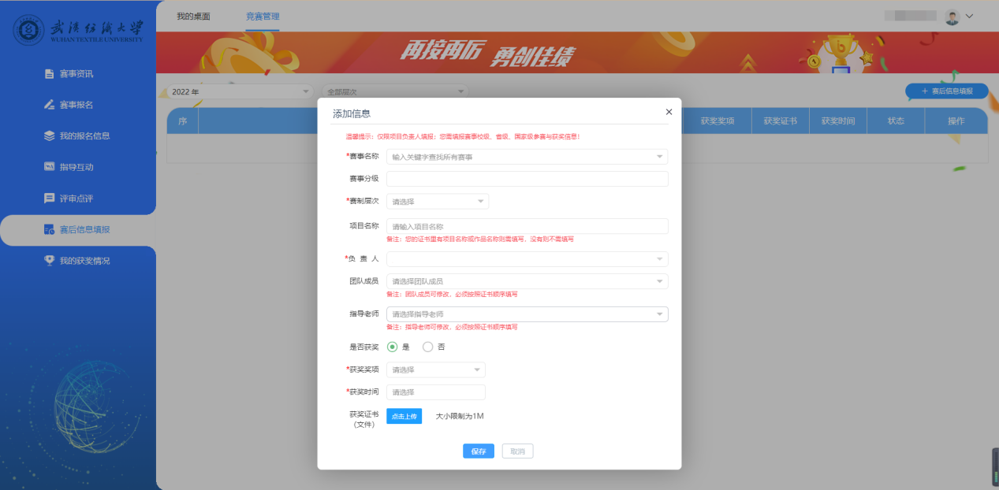 武汉纺织大学
WUHAN TEXTILE UNIVERSITY
我的桌面
竞赛管理
再接再厉 勇创佳绩
赛事资讯
赛事报名
我的报名信息
指导互动
评审点评
赛后信息填报
我的获奖情况
2022 年
全部层次
+ 赛后信息填报
序
获奖奖项
获奖证书
获奖时间
状态
操作
添加信息
温馨提示：仅限项目负责人填报；您需填报赛事校级、省级、国家级参赛与获奖信息！
*赛事名称 输入关键字查找所有赛事
赛事分级
*赛制层次 请选择
项目名称 请输入项目名称
备注：您的证书里有项目名称或作品名称则需填写，没有则不需填写
*负 责 人
团队成员 请选择团队成员
备注：团队成员可修改，必须按照证书顺序填写
指导老师 请选择指导老师
备注：指导老师可修改，必须按照证书顺序填写
是否获奖 是 否
*获奖奖项 请选择
*获奖时间 请选择
获奖证书
（文件）
点击上传 大小限制为1M
保存 取消